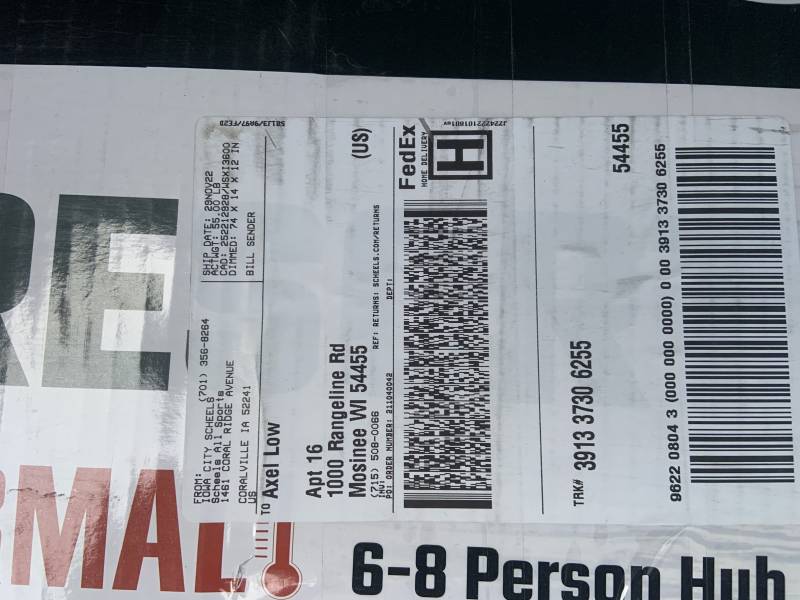 FROM: (701) 356-8264
IOWA CITY SCHEELS
Scheels All Sports
1461 CORAL RIDGE AVENUE
CORALVILLE IA 52241
US
SHIP DATE: 29NOV22
ACTWGT: 55.00 LB
CAD: 252212920/WSXI3600
DIMMED: 74 X 14 X 12 IN
BILL SENDER
TO Axel Low
Apt 16
1000 Rangeline Rd
Mosinee WI 54455
(US)
(715) 508-0066
REF: RETURNS: SCHEELS.COM/RETURNS
INV:
PO: ORDER NUMBER: 211040042
DEPT:
FedEx
HOME DELIVERY
H
TRK# 3913 3730 6255
54455
9622 0804 3 (000 000 0000) 0 00 3913 3730 6255
RE
RMAL
6-8 Person Hub